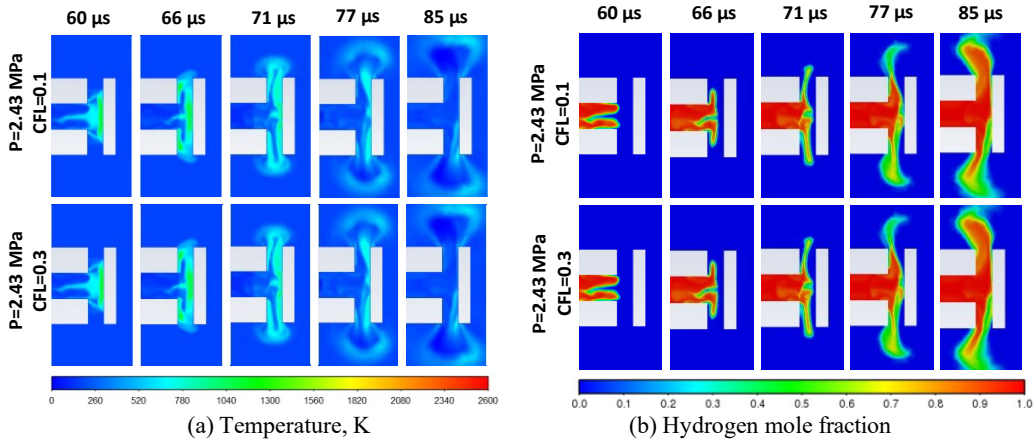 60 µs 66 µs 71 µs 77 µs 85 µs
P=2.43 MPa
CFL=0.1
P=2.43 MPa
CFL=0.3
0 260 520 780 1040 1300 1560 1820 2080 2340 2600
(a) Temperature, K
60 µs 66 µs 71 µs 77 µs 85 µs
P=2.43 MPa
CFL=0.1
P=2.43 MPa
CFL=0.3
0.0 0.1 0.2 0.3 0.4 0.5 0.6 0.7 0.8 0.9 1.0
(b) Hydrogen mole fraction